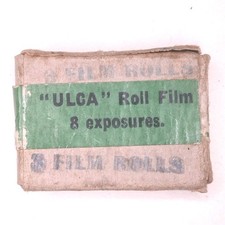 3 FILM ROLLS
"ULCA" Roll Film
8 exposures.
3 FILM ROLLS